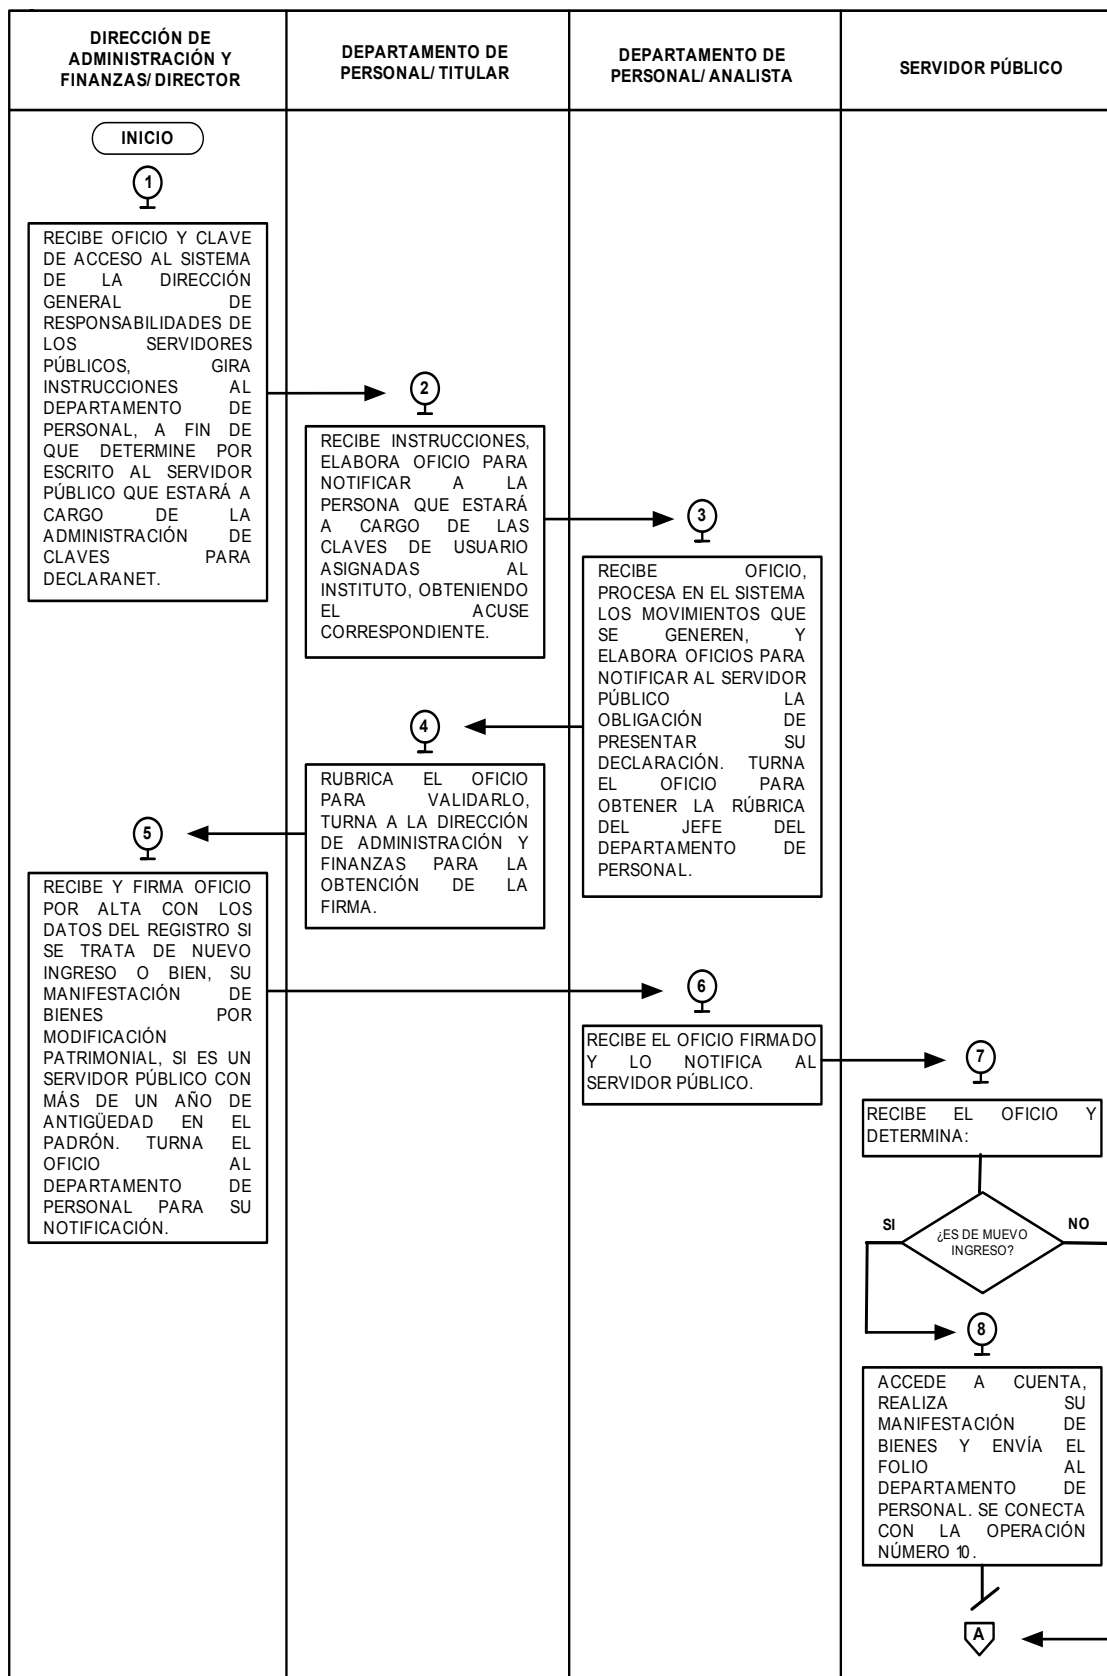 DIRECCIÓN DE
ADMINISTRACIÓN Y
FINANZAS/ DIRECTOR
DEPARTAMENTO DE
PERSONAL/ TITULAR
DEPARTAMENTO DE
PERSONAL/ ANALISTA
SERVIDOR PÚBLICO
INICIO
1
RECIBE OFICIO Y CLAVE
DE ACCESO AL SISTEMA
DE LA DIRECCIÓN
GENERAL DE
RESPONSABILIDADES DE
LOS SERVIDORES
PÚBLICOS, GIRA
INSTRUCCIONES AL
DEPARTAMENTO DE
PERSONAL, A FIN DE
QUE DETERMINE POR
ESCRITO AL SERVIDOR
PÚBLICO QUE ESTARÁ A
CARGO DE LA
ADMINISTRACIÓN DE
CLAVES PARA
DECLARANET.
2
RECIBE INSTRUCCIONES,
ELABORA OFICIO PARA
NOTIFICAR A LA
PERSONA QUE ESTARÁ
A CARGO DE LAS
CLAVES DE USUARIO
ASIGNADAS AL
INSTITUTO, OBTENIENDO
EL ACUSE
CORRESPONDIENTE.
3
RECIBE OFICIO,
PROCESA EN EL SISTEMA
LOS MOVIMIENTOS QUE
SE GENEREN, Y
ELABORA OFICIOS PARA
NOTIFICAR AL SERVIDOR
PÚBLICO LA
OBLIGACIÓN DE
PRESENTAR SU
DECLARACIÓN. TURNA
EL OFICIO PARA
OBTENER LA RÚBRICA
DEL JEFE DEL
DEPARTAMENTO DE
PERSONAL.
4
RUBRICA EL OFICIO
PARA VALIDARLO,
TURNA A LA DIRECCIÓN
DE ADMINISTRACIÓN Y
FINANZAS PARA LA
OBTENCIÓN DE LA
FIRMA.
5
RECIBE Y FIRMA OFICIO
POR ALTA CON LOS
DATOS DEL REGISTRO SI
SE TRATA DE NUEVO
INGRESO O BIEN, SU
MANIFESTACIÓN DE
BIENES POR
MODIFICACIÓN
PATRIMONIAL, SI ES UN
SERVIDOR PÚBLICO CON
MÁS DE UN AÑO DE
ANTIGÜEDAD EN EL
PADRÓN. TURNA EL
OFICIO AL
DEPARTAMENTO DE
PERSONAL PARA SU
NOTIFICACIÓN.
6
RECIBE EL OFICIO FIRMADO
Y LO NOTIFICA AL
SERVIDOR PÚBLICO.
7
RECIBE EL OFICIO Y
DETERMINA:
SI
¿ES DE MUEVO
INGRESO?
NO
8
ACCEDE A CUENTA,
REALIZA SU
MANIFESTACIÓN DE
BIENES Y ENVÍA EL
FOLIO AL
DEPARTAMENTO DE
PERSONAL. SE CONECTA
CON LA OPERACIÓN
NÚMERO 10.
A